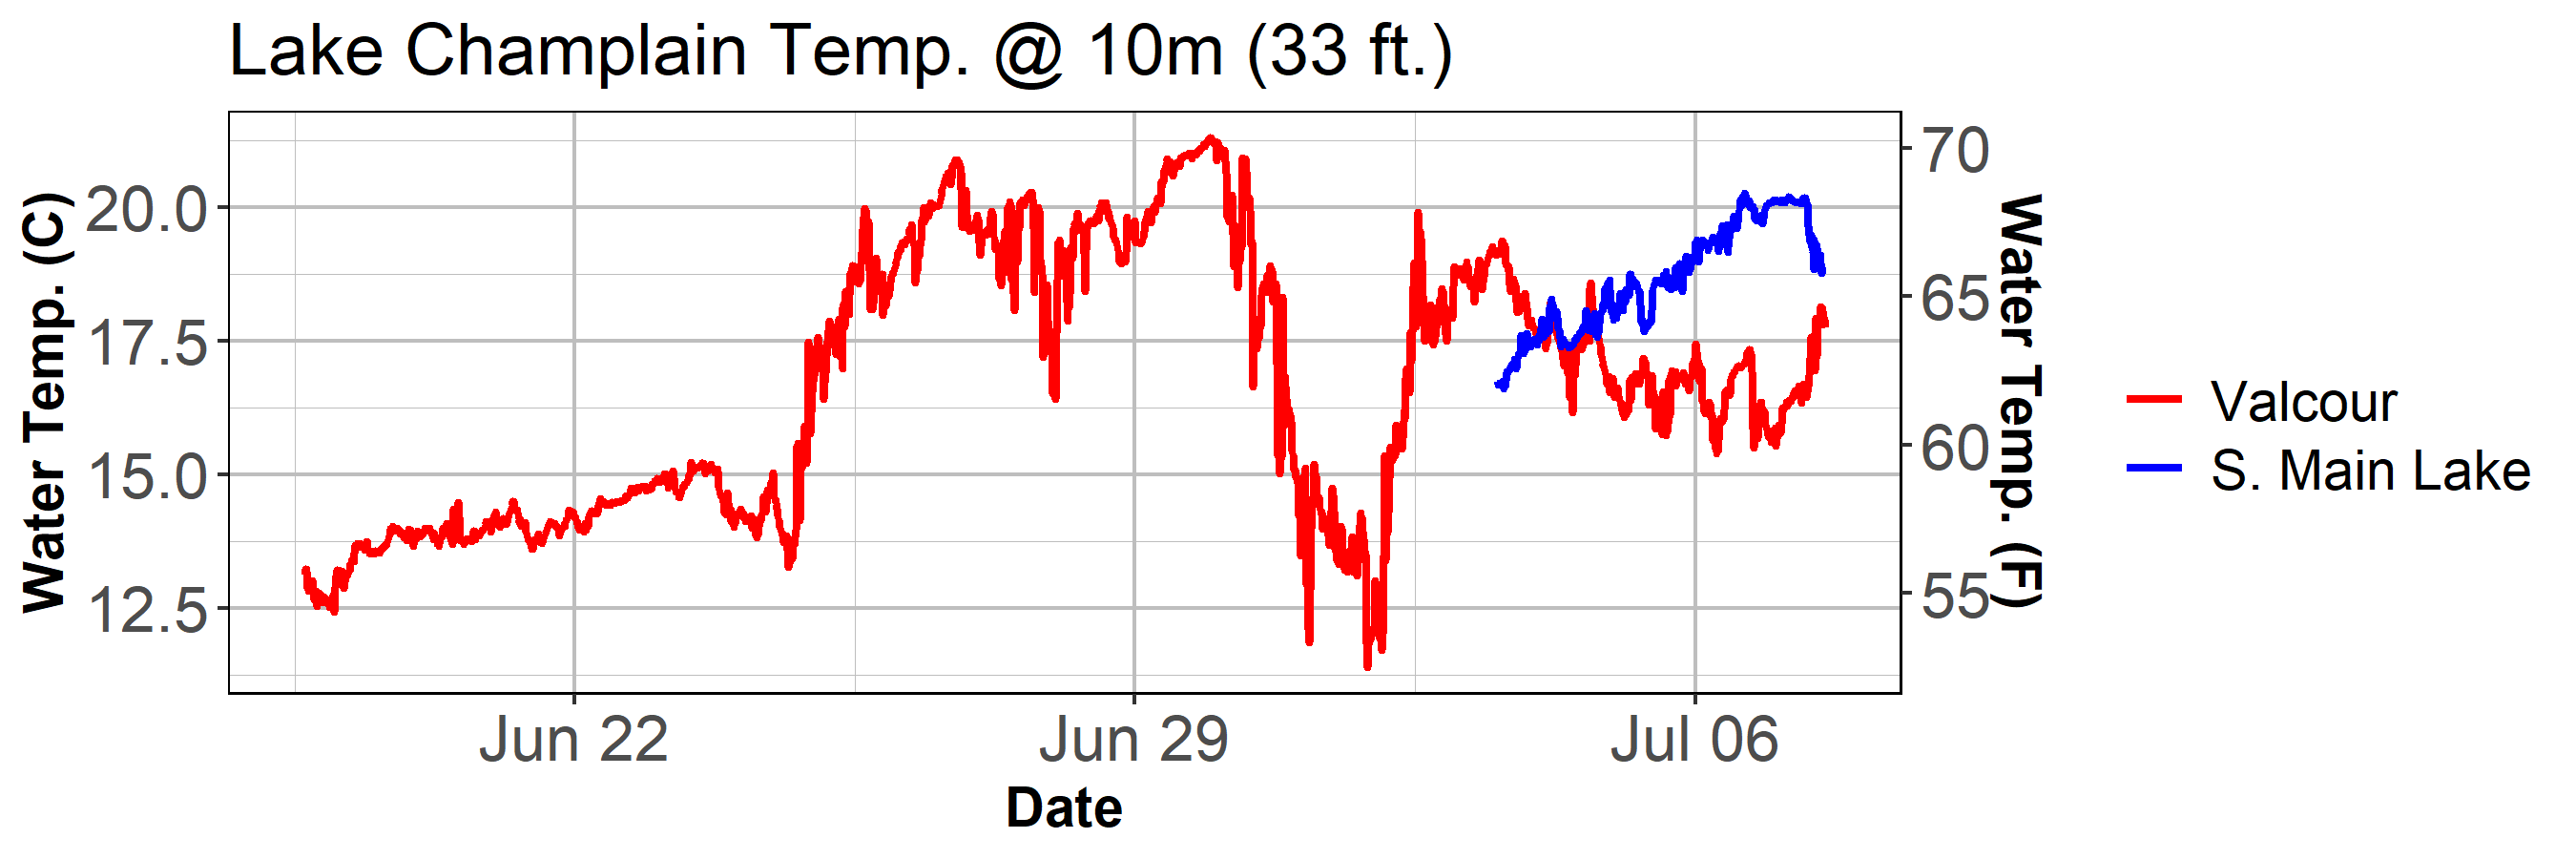 Lake Champlain Temp. @ 10m (33 ft.)
Water Temp. (C)
20.0
17.5
15.0
12.5
70
65
60
55
Water Temp. (F)
Jun 22
Jun 29
Jul 06
Date
Valcour
S. Main Lake